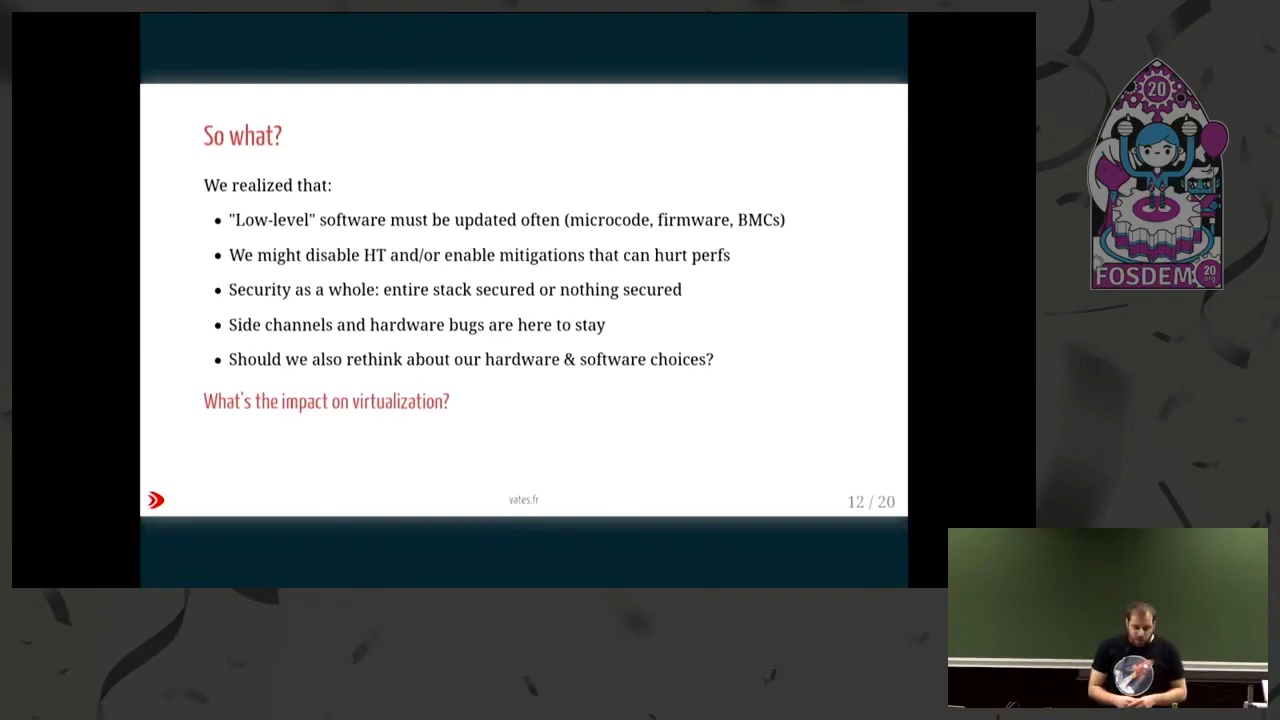 So what?
We realized that:
"Low-level" software must be updated often (microcode, firmware, BMCs)
We might disable HT and/or enable mitigations that can hurt perfs
Security as a whole: entire stack secured or nothing secured
Side channels and hardware bugs are here to stay
Should we also rethink about our hardware & software choices?
What's the impact on virtualization?
vates.fr
12 / 20
20
FOSDEM
20
.org